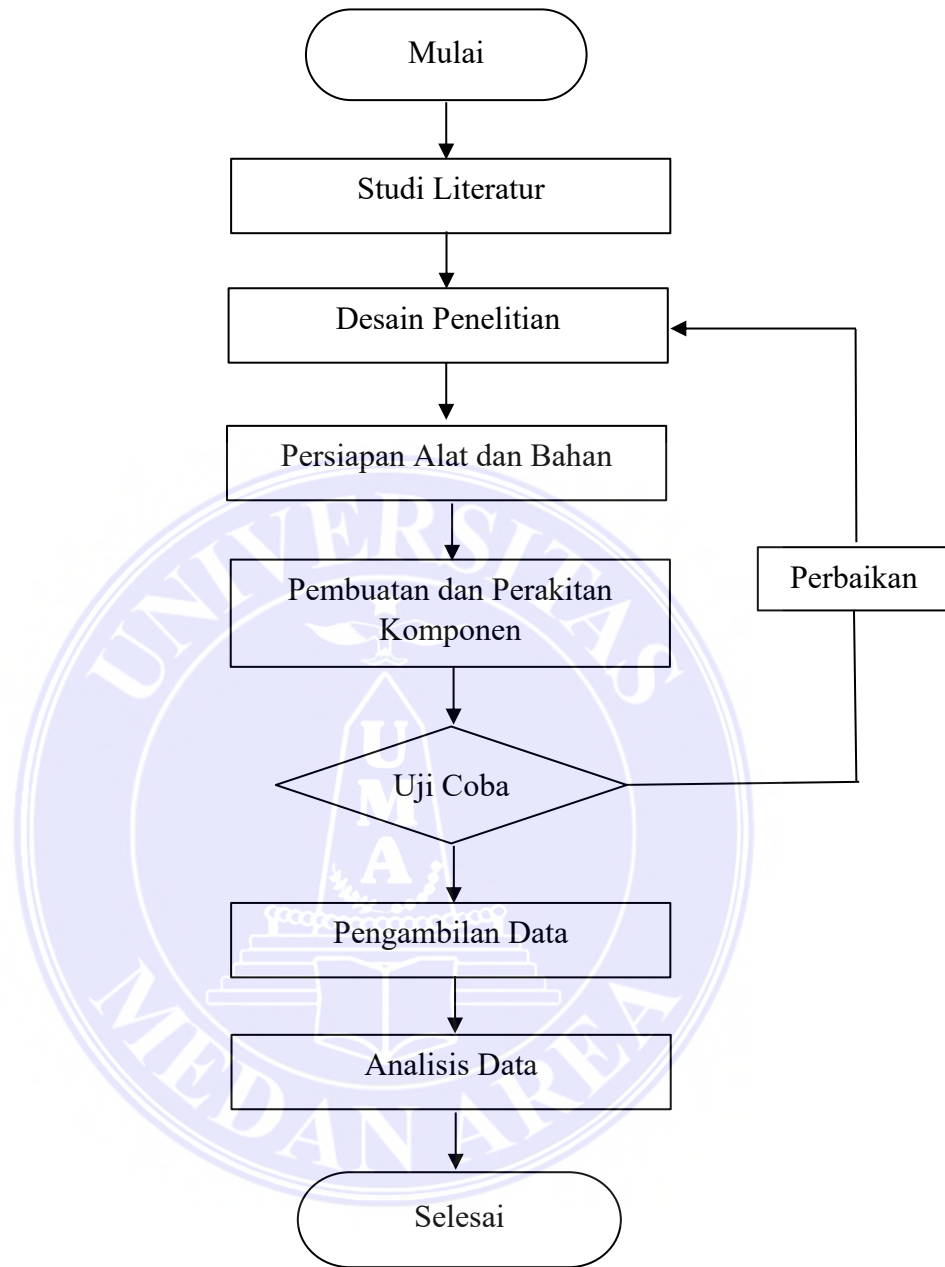 Mulai
Studi Literatur
Desain Penelitian
Persiapan Alat dan Bahan
Pembuatan dan Perakitan
Komponen
Perbaikan
Uji Coba
Pengambilan Data
Analisis Data
Selesai
UNIVERSITAS
UMA
MEDAN AREA